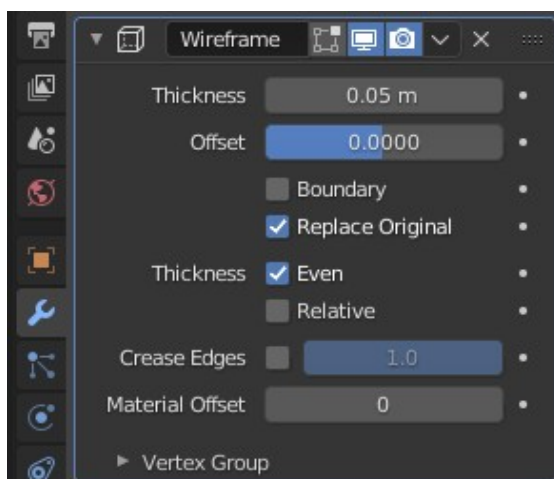 Wireframe
Thickness 0.05 m
Offset 0.0000
Boundary
Replace Original
Thickness Even
Relative
Crease Edges 1.0
Material Offset 0
Vertex Group